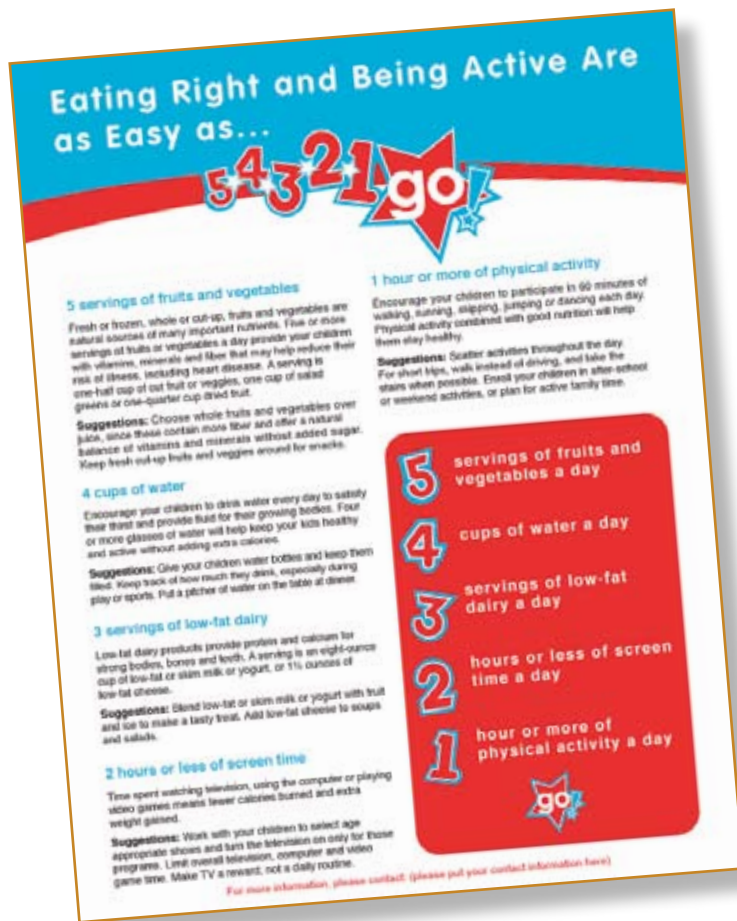 Eating Right and Being Active Are
as Easy as...
5 4 3 2 1 go!
5 servings of fruits and vegetables
Fresh or frozen, whole or cut-up, fruits and vegetables are
natural sources of many important nutrients. Five or more
servings of fruits or vegetables a day provide your children
with vitamins, minerals and fiber that may help reduce their
risk of illness, including heart disease. A serving is
one-half cup of cut fruit or veggies, one cup of salad
greens or one-quarter cup dried fruit.
Suggestions: Choose whole fruits and vegetables over
juice, since these contain more fiber and offer a natural
balance of vitamins and minerals without added sugar.
Keep fresh cut-up fruits and veggies around for snacks.
4 cups of water
Encourage your children to drink water every day to satisfy
their thirst and provide fluid for their growing bodies. Four
or more glasses of water will help keep your kids healthy
and active without adding extra calories.
Suggestions: Give your children water bottles and keep them
filled. Keep track of how much they drink, especially during
play or sports. Put a pitcher of water on the table at dinner.
3 servings of low-fat dairy
Low-fat dairy products provide protein and calcium for
strong bodies, bones and teeth. A serving is an eight-ounce
cup of low-fat or skim milk or yogurt, or 1½ ounces of
low-fat cheese.
Suggestions: Blend low-fat or skim milk or yogurt with fruit
and ice to make a tasty treat. Add low-fat cheese to soups
and salads.
2 hours or less of screen time
Time spent watching television, using the computer or playing
video games means fewer calories burned and extra
weight gained.
Suggestions: Work with your children to select age
appropriate shows and turn the television on only for those
programs. Limit overall television, computer and video
game time. Make TV a reward, not a daily routine.
1 hour or more of physical activity
Encourage your children to participate in 60 minutes of
walking, running, skipping, jumping or dancing each day.
Physical activity combined with good nutrition will help
them stay healthy.
Suggestions: Scatter activities throughout the day.
For short trips, walk instead of driving, and take the
stairs when possible. Enroll your children in after-school
or weekend activities, or plan for active family time.
5 servings of fruits and
vegetables a day
4 cups of water a day
3 servings of low-fat
dairy a day
2 hours or less of screen
time a day
1 hour or more of
physical activity a day
go!
For more information, please contact: (please put your contact information here)